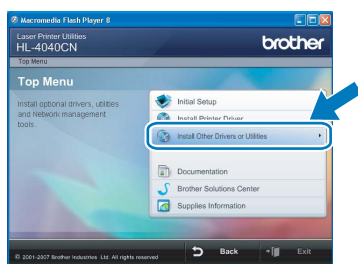 Macromedia Flash Player 8
Laser Printer Utilities
HL-4040CN
brother
Top Menu
Top Menu
Install optional drivers, utilities
and Network management
tools.
Initial Setup
Install Printer Driver
Install Other Drivers or Utilities
Documentation
Brother Solutions Center
Supplies Information
© 2001-2007 Brother Industries Ltd. All rights reserved
Back
Exit